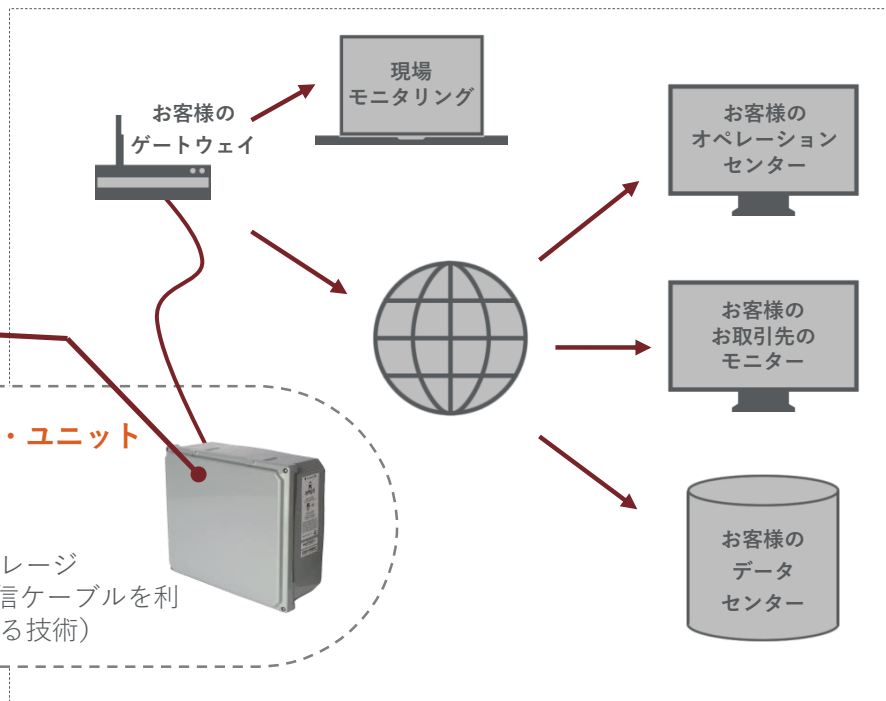 現場
モニタリング
お客様の
ゲートウェイ
お客様の
オペレーション
センター
お客様の
お取引先の
モニター
・ユニット
レージ
信ケーブルを利
る技術）
お客様の
データ
センター